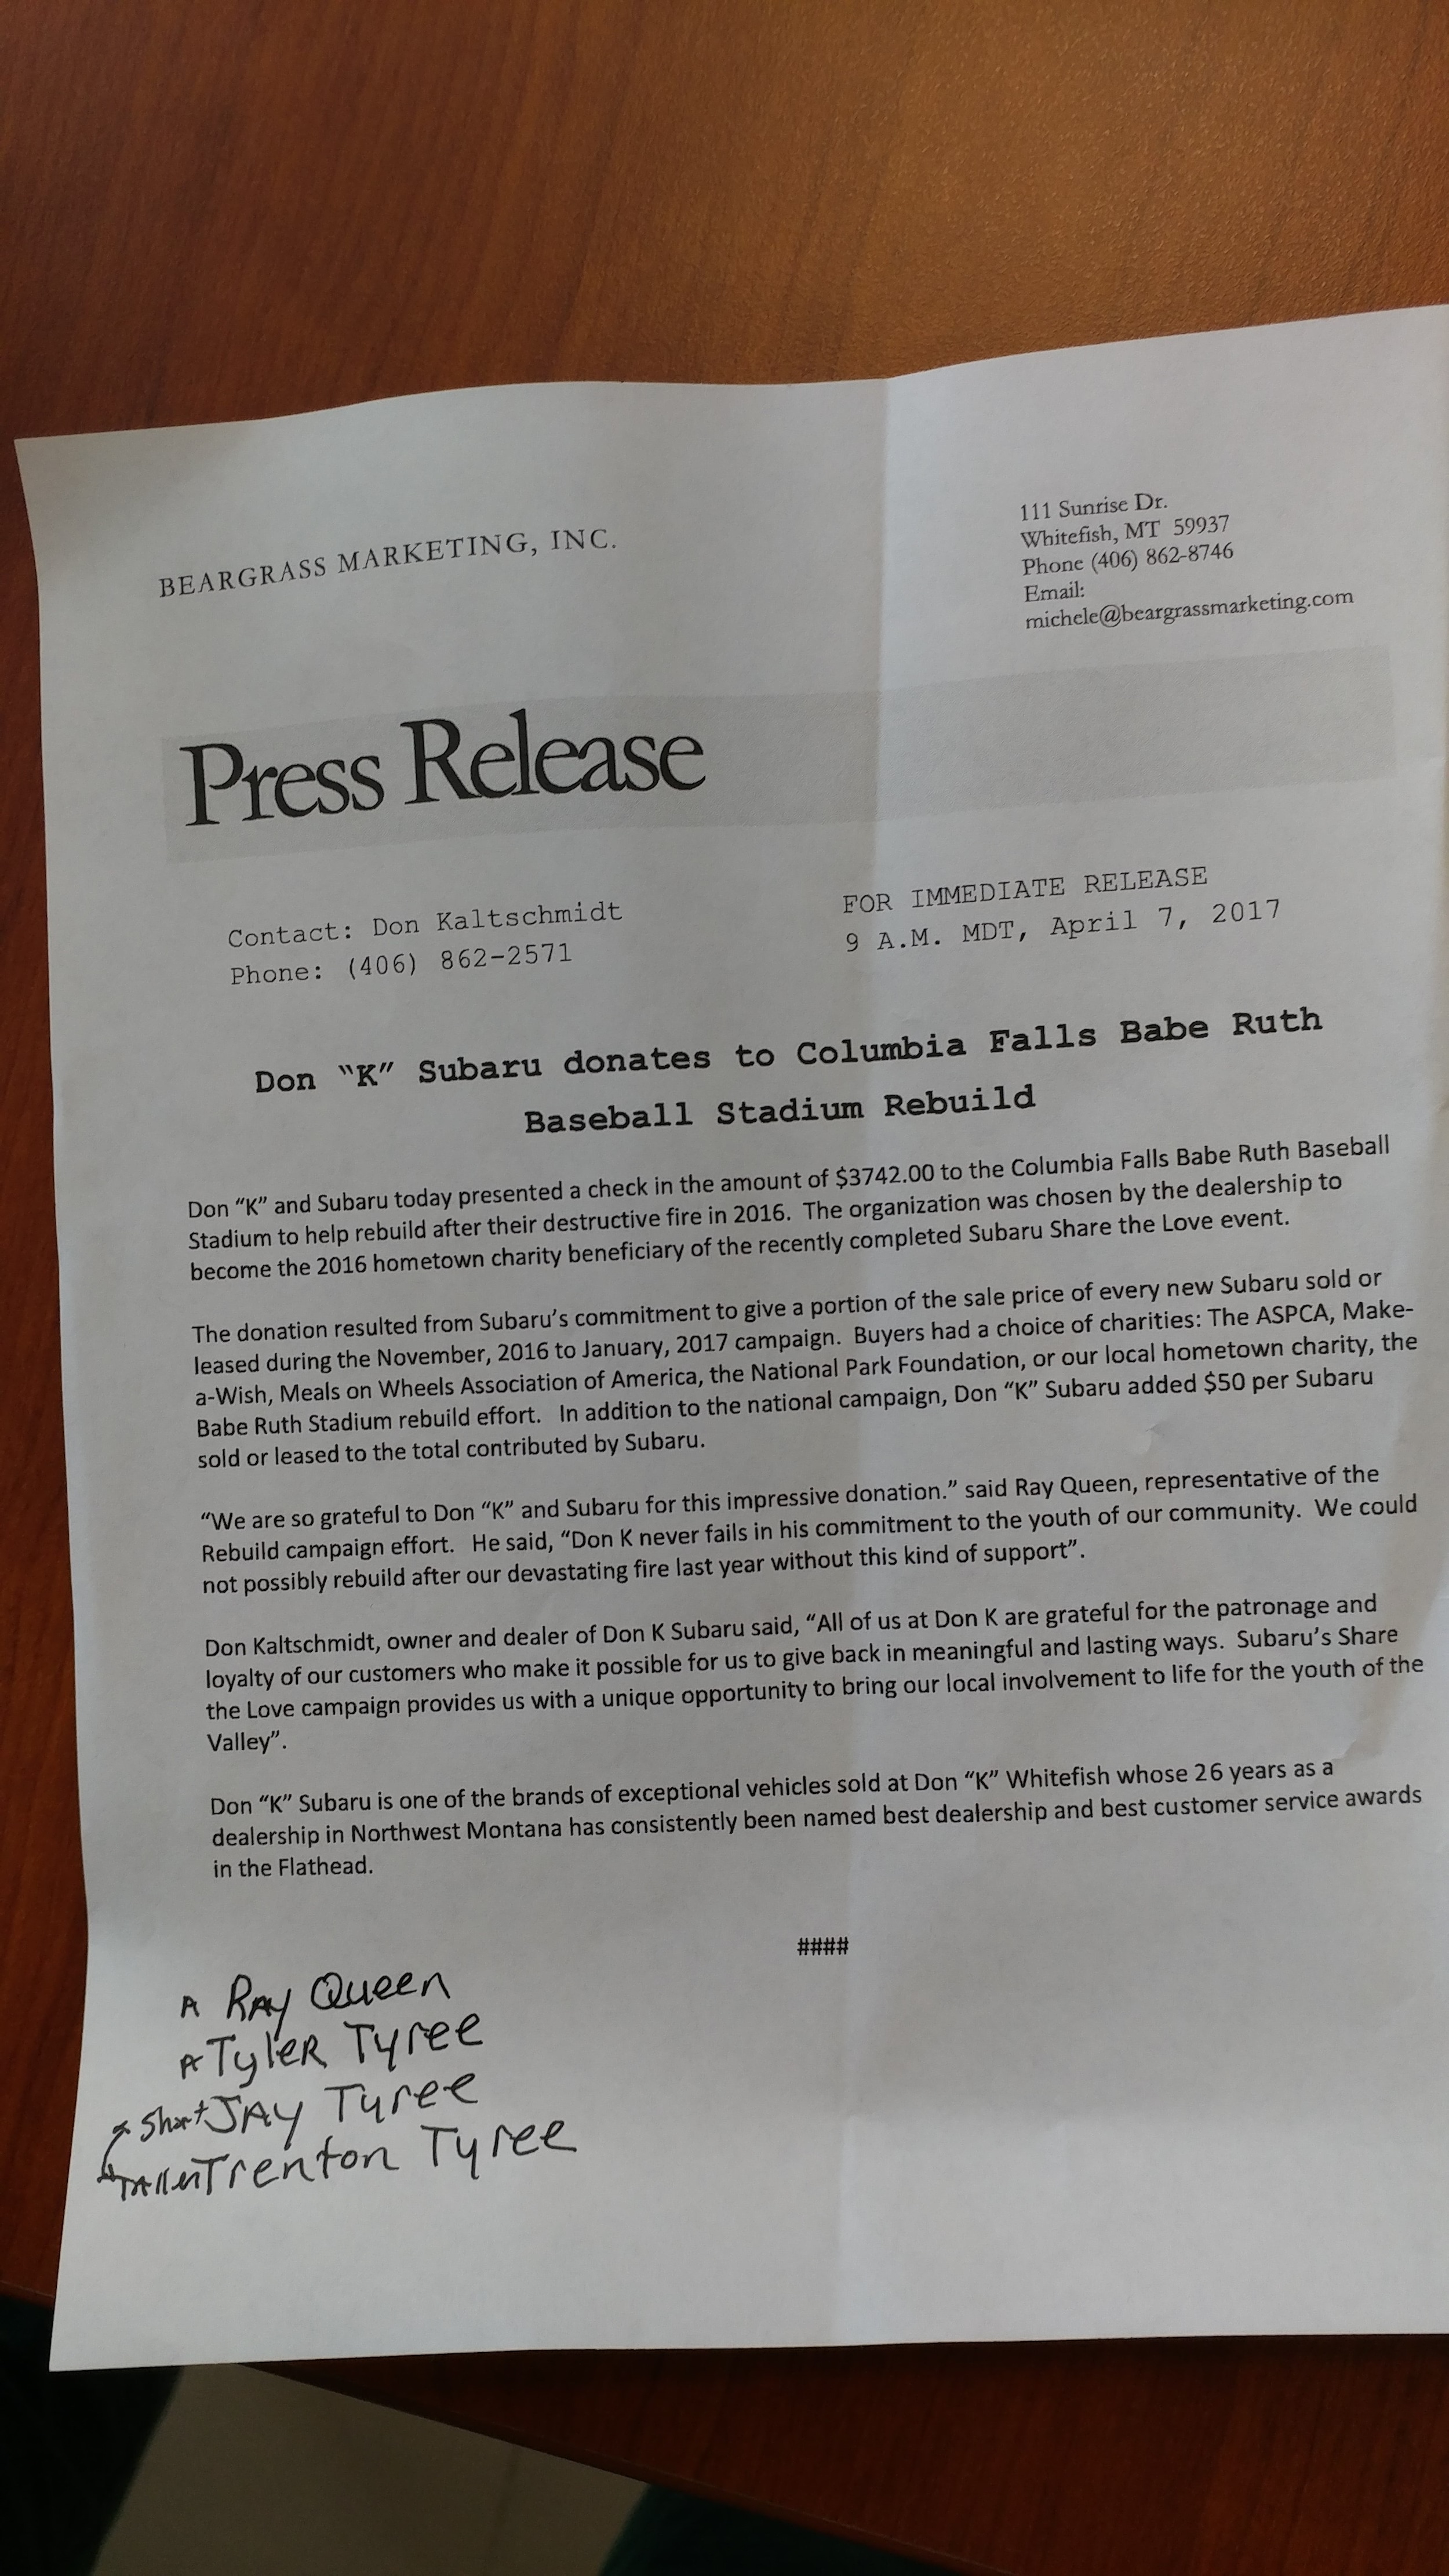 BEARGRASS MARKETING, INC.
111 Sunrise Dr.
Whitefish, MT 59937
Phone (406) 862-8746
Email:
michele@beargrassmarketing.com
Press Release
Contact: Don Kaltschmidt
Phone: (406) 862-2571
FOR IMMEDIATE RELEASE
9 A.M. MDT, April 7, 2017
Don “K” Subaru donates to Columbia Falls Babe Ruth
Baseball Stadium Rebuild
Don “K” and Subaru today presented a check in the amount of $3742.00 to the Columbia Falls Babe Ruth Baseball
Stadium to help rebuild after their destructive fire in 2016. The organization was chosen by the dealership to
become the 2016 hometown charity beneficiary of the recently completed Subaru Share the Love event.
The donation resulted from Subaru’s commitment to give a portion of the sale price of every new Subaru sold or
leased during the November, 2016 to January, 2017 campaign. Buyers had a choice of charities: The ASPCA, Make-
a-Wish, Meals on Wheels Association of America, the National Park Foundation, or our local hometown charity, the
Babe Ruth Stadium rebuild effort. In addition to the national campaign, Don “K” Subaru added $50 per Subaru
sold or leased to the total contributed by Subaru.
“We are so grateful to Don “K” and Subaru for this impressive donation.” said Ray Queen, representative of the
Rebuild campaign effort. He said, “Don K never fails in his commitment to the youth of our community. We could
not possibly rebuild after our devastating fire last year without this kind of support”.
Don Kaltschmidt, owner and dealer of Don K Subaru said, “All of us at Don K are grateful for the patronage and
loyalty of our customers who make it possible for us to give back in meaningful and lasting ways. Subaru’s Share
the Love campaign provides us with a unique opportunity to bring our local involvement to life for the youth of the
Valley”.
Don “K” Subaru is one of the brands of exceptional vehicles sold at Don “K” Whitefish whose 26 years as a
dealership in Northwest Montana has consistently been named best dealership and best customer service awards
in the Flathead.
####
A Ray Queen
A Tyler Tyree
Short JAY Tyree
Taller Trenton Tyree